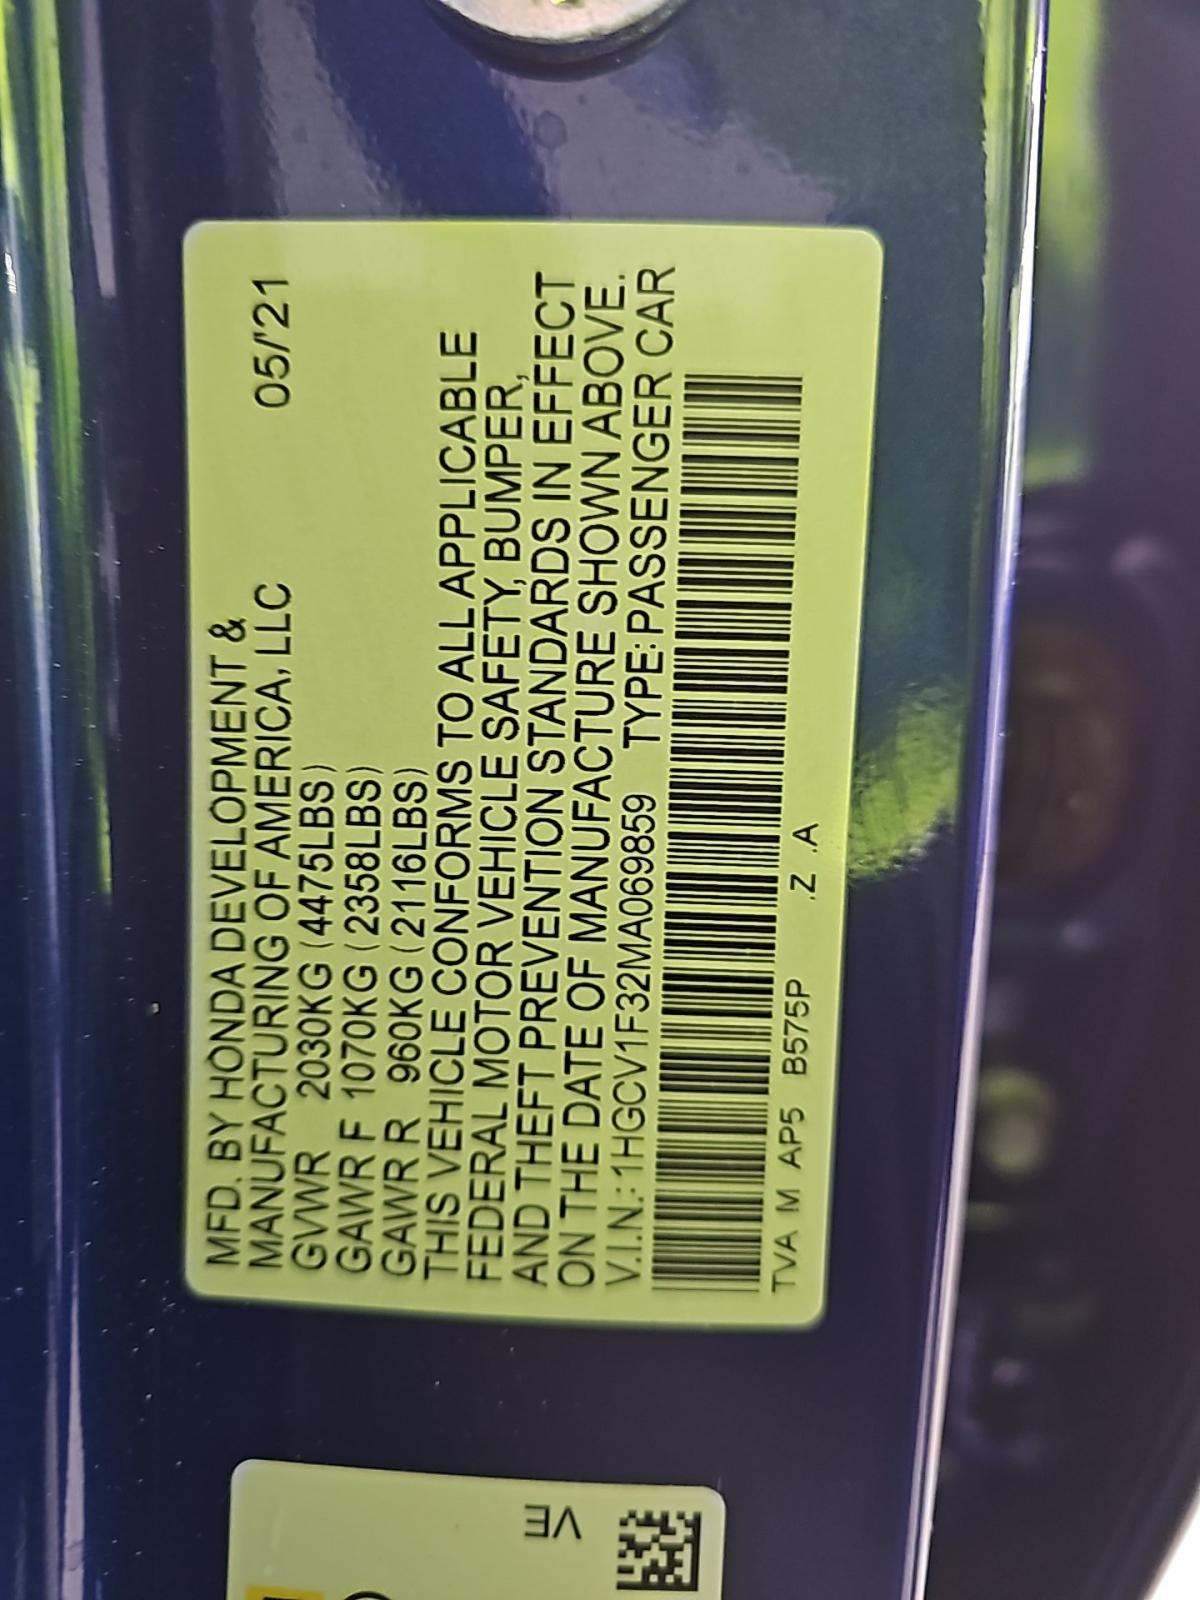 MFD. BY HONDA DEVELOPMENT &
MANUFACTURING OF AMERICA, LLC 05/'21
GVWR 2030KG (4475LBS)
GAWR F 1070KG (2358LBS)
GAWR R 960KG (2116LBS)
THIS VEHICLE CONFORMS TO ALL APPLICABLE
FEDERAL MOTOR VEHICLE SAFETY, BUMPER,
AND THEFT PREVENTION STANDARDS IN EFFECT
ON THE DATE OF MANUFACTURE SHOWN ABOVE.
V.I.N.: 1HGCV1F32MA069859 TYPE: PASSENGER CAR
TVA M AP5 B575P .Z .A
VE